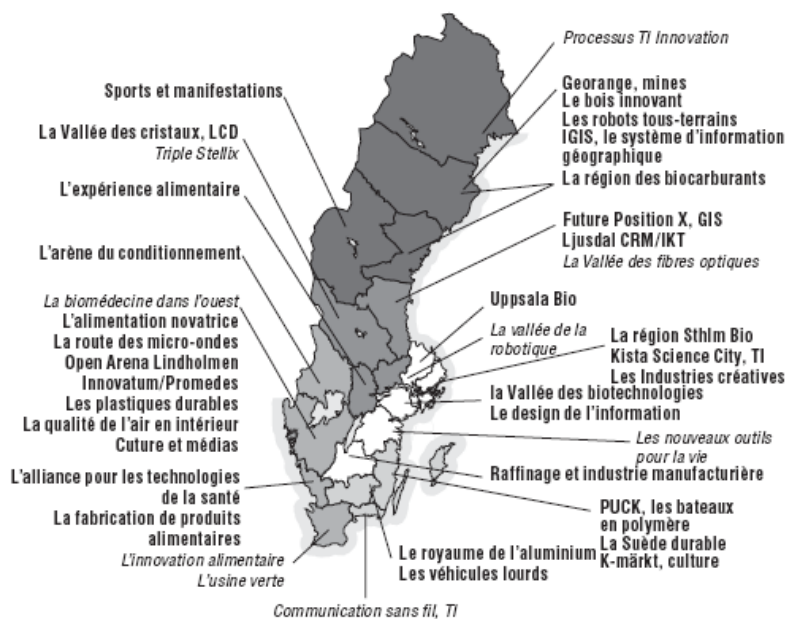 Processus TI Innovation
Sports et manifestations
Georange, mines
Le bois innovant
Les robots tous-terrains
IGIS, le système d'information
géographique
La région des biocarburants
La Vallée des cristaux, LCD
Triple Stellix
L'expérience alimentaire
Future Position X, GIS
Ljusdal CRM/IKT
La Vallée des fibres optiques
L'arène du conditionnement
La biomédecine dans l'ouest
L'alimentation novatrice
La route des micro-ondes
Open Arena Lindholmen
Innovatum/Promedes
Les plastiques durables
La qualité de l'air en intérieur
Cuture et médias
Uppsala Bio
La vallée de la
robotique
La région Sthlm Bio
Kista Science City, TI
Les Industries créatives
la Vallée des biotechnologies
Le design de l'information
Les nouveaux outils
pour la vie
Raffinage et industrie manufacturière
L'alliance pour les technologies
de la santé
La fabrication de produits
alimentaires
L'innovation alimentaire
L'usine verte
PUCK, les bateaux
en polymère
La Suède durable
K-märkt, culture
Le royaume de l'aluminium
Les véhicules lourds
Communication sans fil, TI